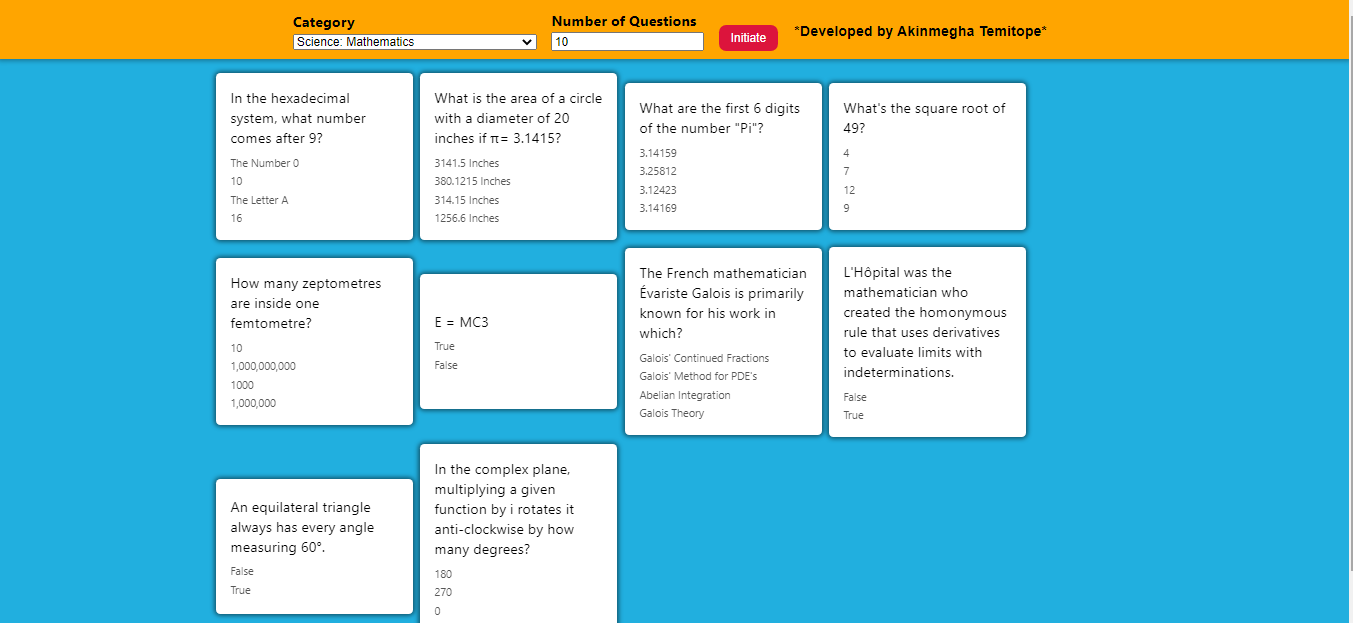 Category
Science: Mathematics
Number of Questions
10
Initiate
*Developed by Akinmegha Temitope*
In the hexadecimal
system, what number
comes after 9?
The Number 0
10
The Letter A
16
What is the area of a circle
with a diameter of 20
inches if π= 3.1415?
3141.5 Inches
380.1215 Inches
314.15 Inches
1256.6 Inches
What are the first 6 digits
of the number "Pi"?
3.14159
3.25812
3.12423
3.14169
What's the square root of
49?
4
7
12
9
How many zeptometres
are inside one
femtometre?
10
1,000,000,000
1000
1,000,000
E = MC3
True
False
The French mathematician
Évariste Galois is primarily
known for his work in
which?
Galois' Continued Fractions
Galois' Method for PDE's
Abelian Integration
Galois Theory
L'Hôpital was the
mathematician who
created the homonymous
rule that uses derivatives
to evaluate limits with
indeterminations.
False
True
An equilateral triangle
always has every angle
measuring 60°.
False
True
In the complex plane,
multiplying a given
function by i rotates it
anti-clockwise by how
many degrees?
180
270
0